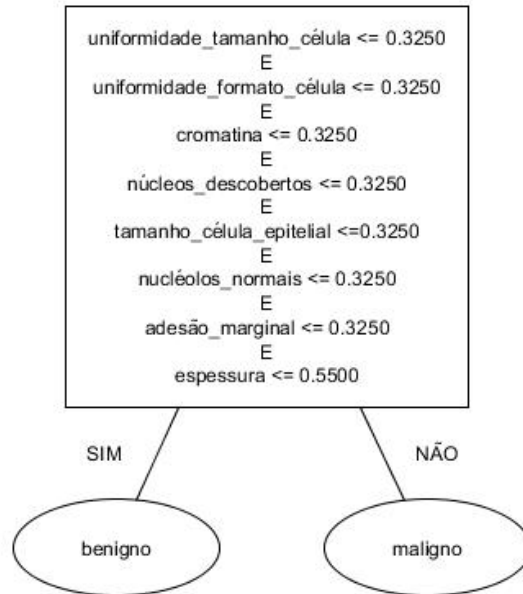 uniformidade_tamanho_célula <= 0.3250
E
uniformidade_formato_célula <= 0.3250
E
cromatina <= 0.3250
E
núcleos_descobertos <= 0.3250
E
tamanho_célula_epitelial <=0.3250
E
nucléolos_normais <= 0.3250
E
adesão_marginal <= 0.3250
E
espessura <= 0.5500
SIM
NÃO
benigno
maligno